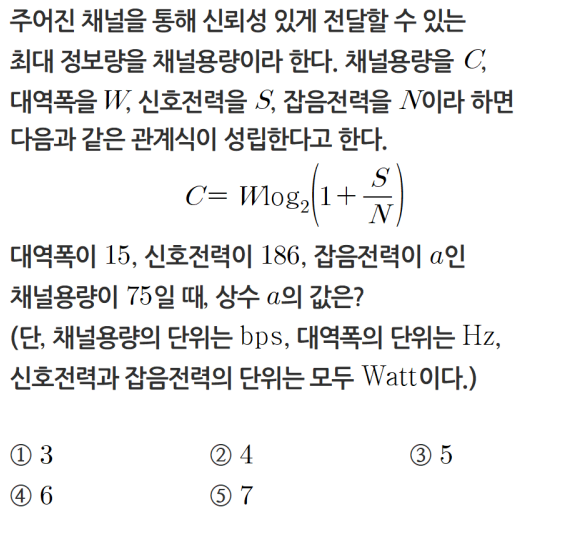 주어진 채널을 통해 신뢰성 있게 전달할 수 있는
최대 정보량을 채널용량이라 한다. 채널용량을 C,
대역폭을 W, 신호전력을 S, 잡음전력을 N이라 하면
다음과 같은 관계식이 성립한다고 한다.
C= Wlog₂(1+S/N)
대역폭이 15, 신호전력이 186, 잡음전력이 a인
채널용량이 75일 때, 상수 a의 값은?
(단, 채널용량의 단위는 bps, 대역폭의 단위는 Hz,
신호전력과 잡음전력의 단위는 모두 Watt이다.)
① 3 ② 4 ③ 5
④ 6 ⑤ 7